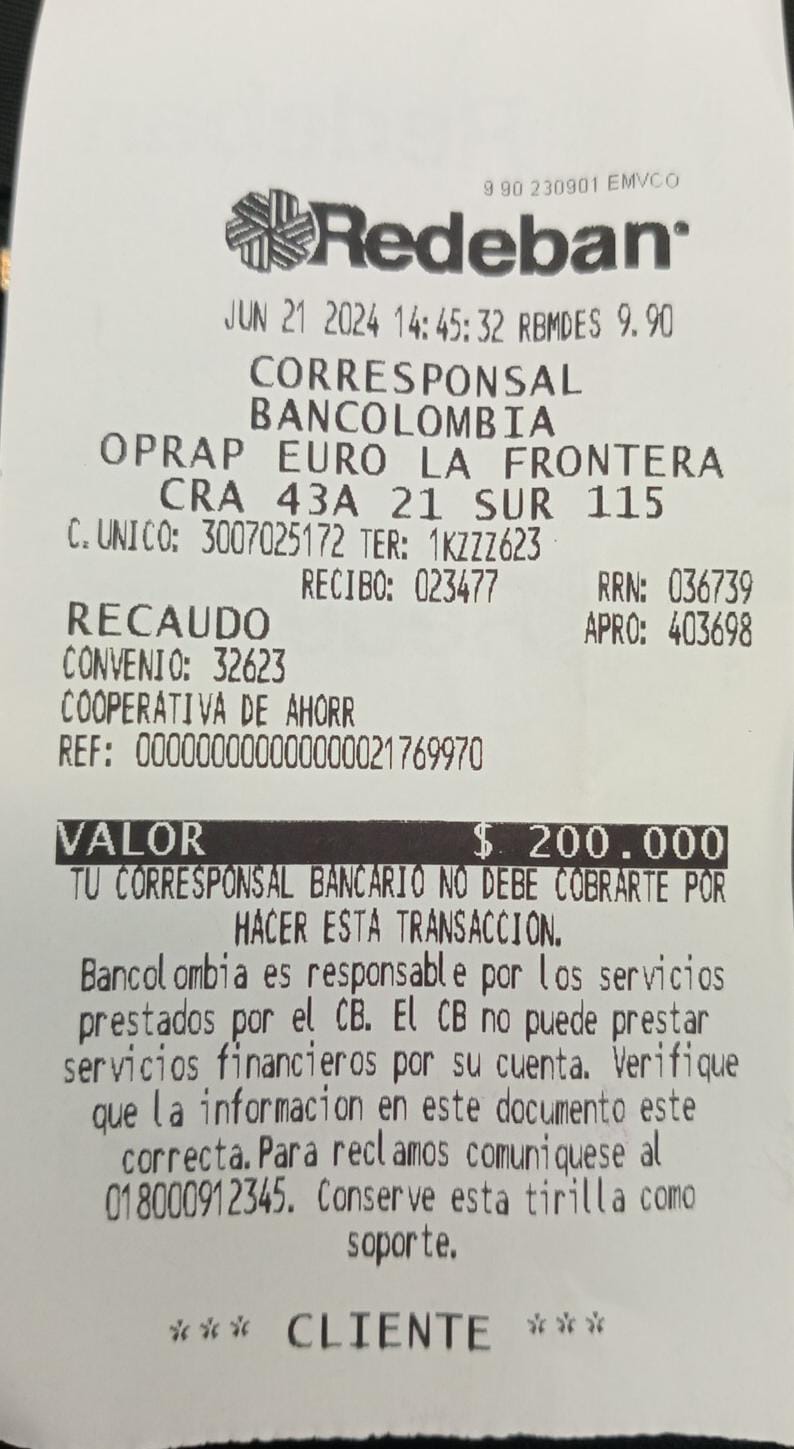 9 90 230901 EMVCO
Redeban
JUN 21 2024 14:45:32 RBMDES 9.90
CORRESPONSAL
BANCOLOMBIA
OPRAP EURO LA FRONTERA
CRA 43A 21 SUR 115
C.UNICO: 3007025172 TER: 1KZZZ623
RECIBO: 023477 RRN: 036739
RECAUDO APRO: 403698
CONVENIO: 32623
COOPERATIVA DE AHORR
REF: 000000000000000021769970
VALOR $ 200.000
TU CORRESPONSAL BANCARIO NO DEBE COBRARTE POR
HACER ESTA TRANSACCION.
Bancolombia es responsable por los servicios
prestados por el CB. El CB no puede prestar
servicios financieros por su cuenta. Verifique
que la informacion en este documento este
correcta.Para reclamos comuniquese al
018000912345. Conserve esta tirilla como
soporte.
*** CLIENTE ***